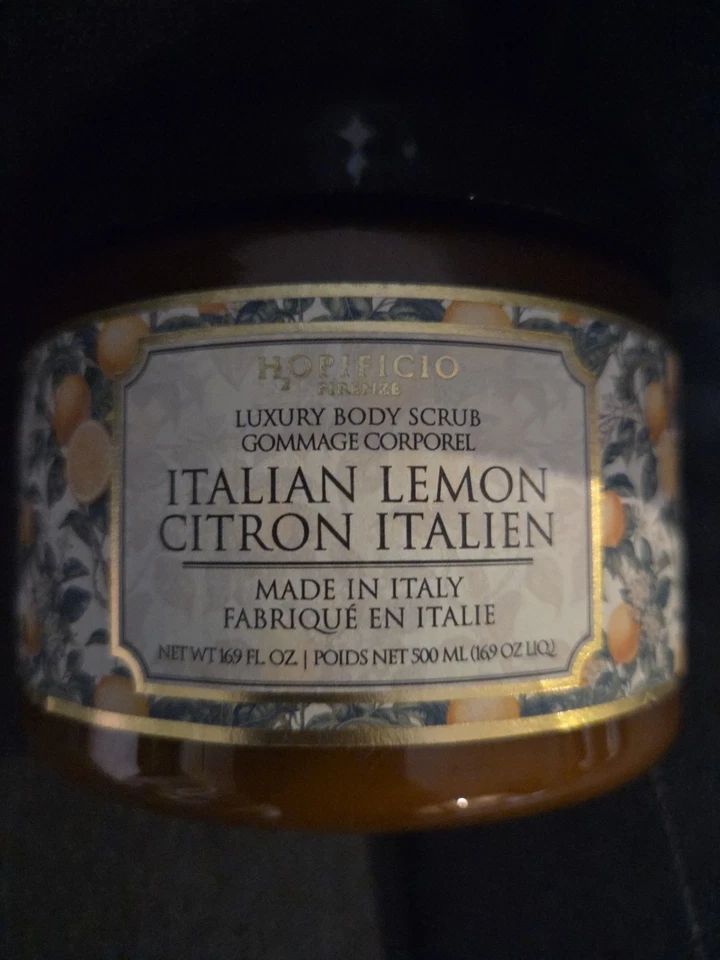 H2OPIFICIO
FIRENZE
LUXURY BODY SCRUB
GOMMAGE CORPOREL
ITALIAN LEMON
CITRON ITALIEN
MADE IN ITALY
FABRIQUÉ EN ITALIE
NET WT 16.9 FL OZ | POIDS NET 500 ML (16.9 OZ LIQ.)